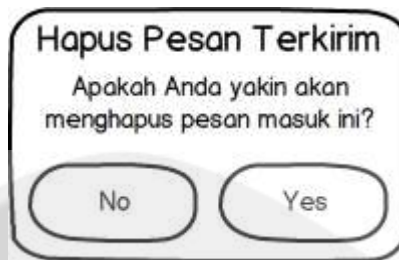 Hapus Pesan Terkirim
Apakah Anda yakin akan
menghapus pesan masuk ini?
No Yes